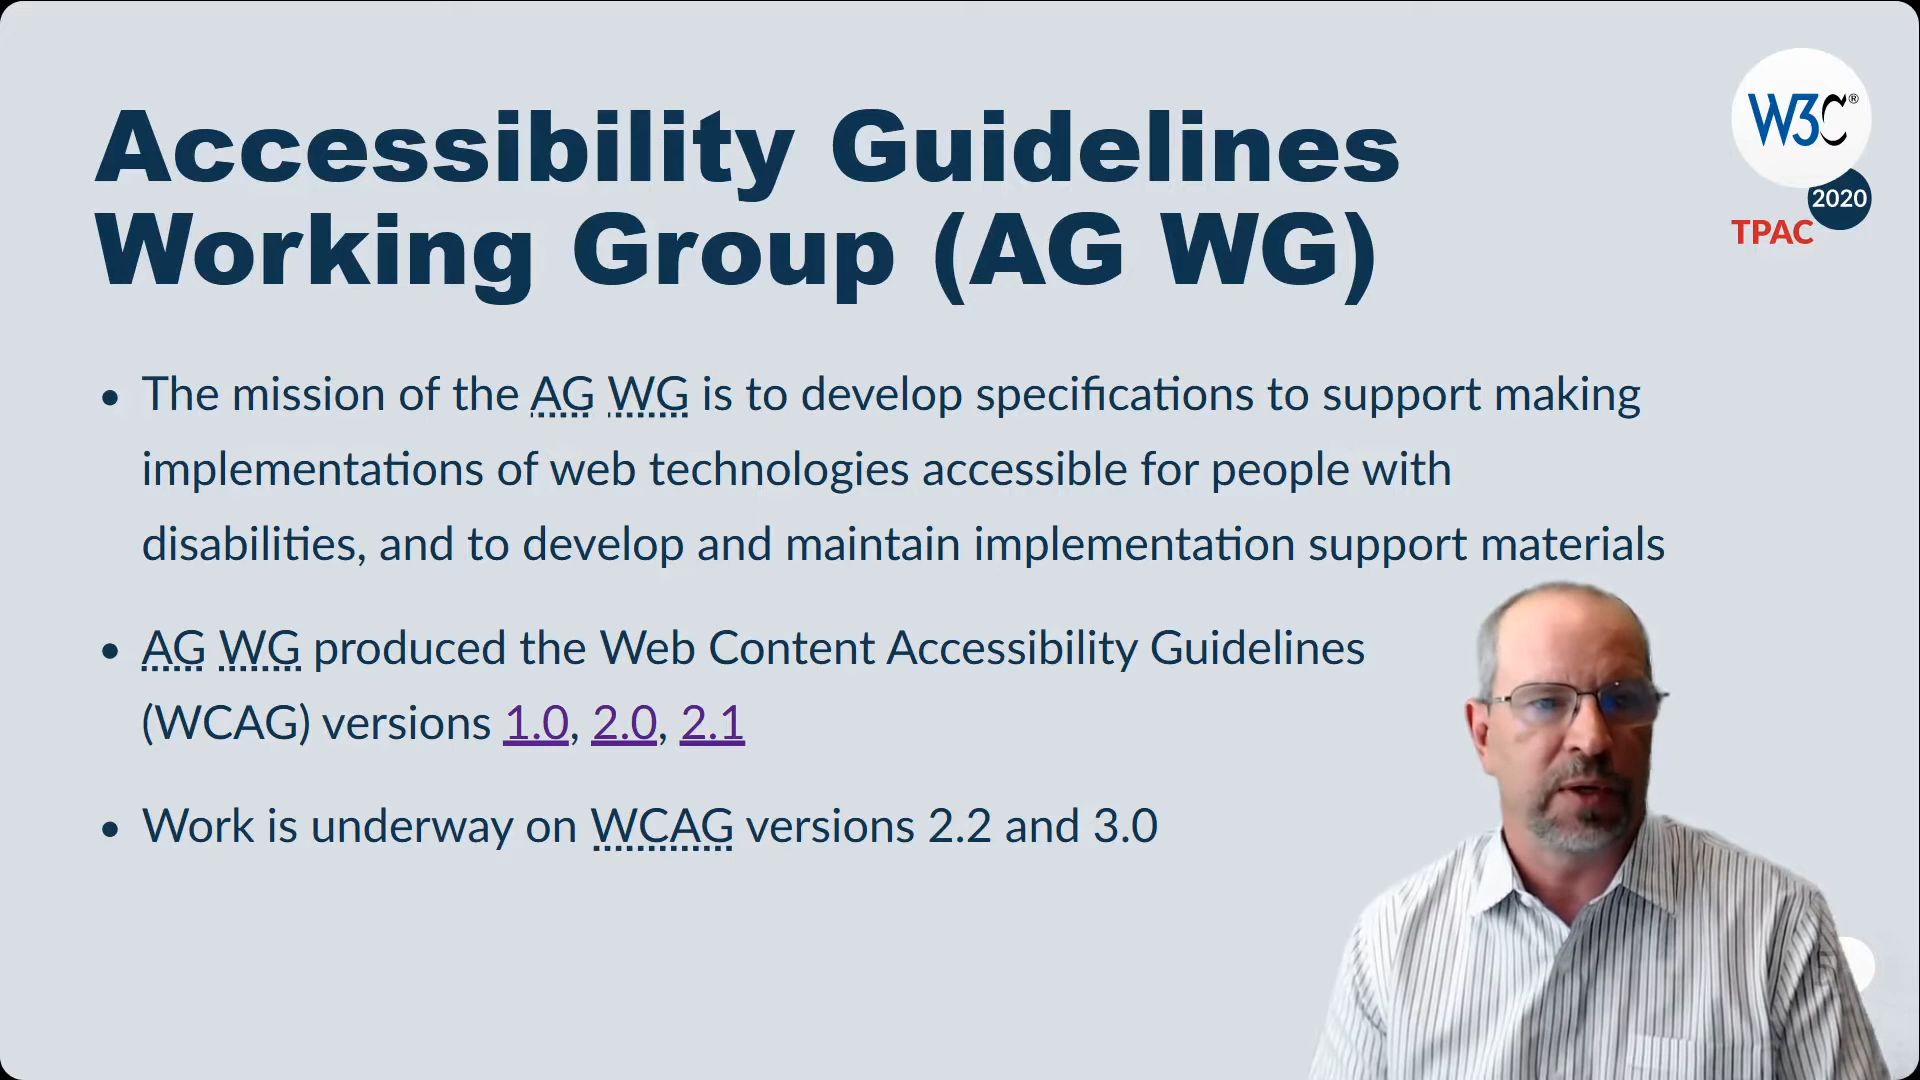 Accessibility Guidelines
Working Group (AG WG)
W3C®
2020
TPAC
• The mission of the AG WG is to develop specifications to support making
implementations of web technologies accessible for people with
disabilities, and to develop and maintain implementation support materials
• AG WG produced the Web Content Accessibility Guidelines
(WCAG) versions 1.0, 2.0, 2.1
• Work is underway on WCAG versions 2.2 and 3.0